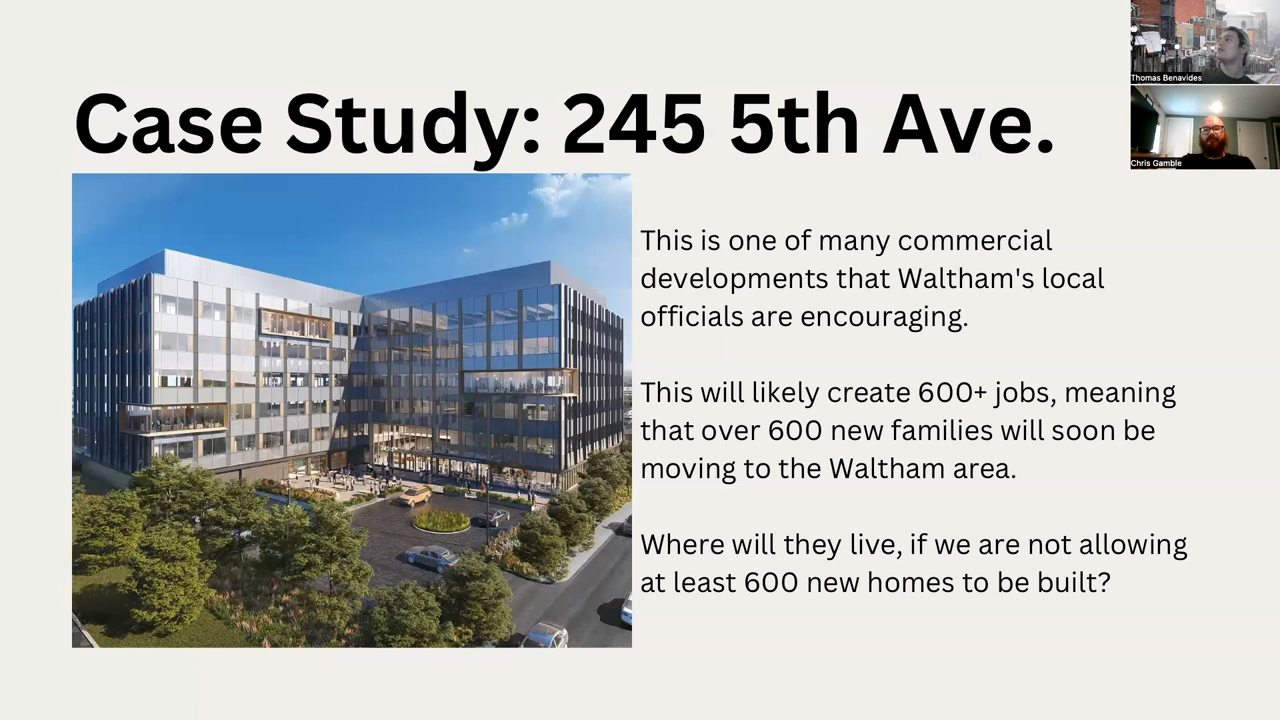 Thomas Benavides
Case Study: 245 5th Ave.
Chris Gamble
This is one of many commercial
developments that Waltham's local
officials are encouraging.
This will likely create 600+ jobs, meaning
that over 600 new families will soon be
moving to the Waltham area.
Where will they live, if we are not allowing
at least 600 new homes to be built?